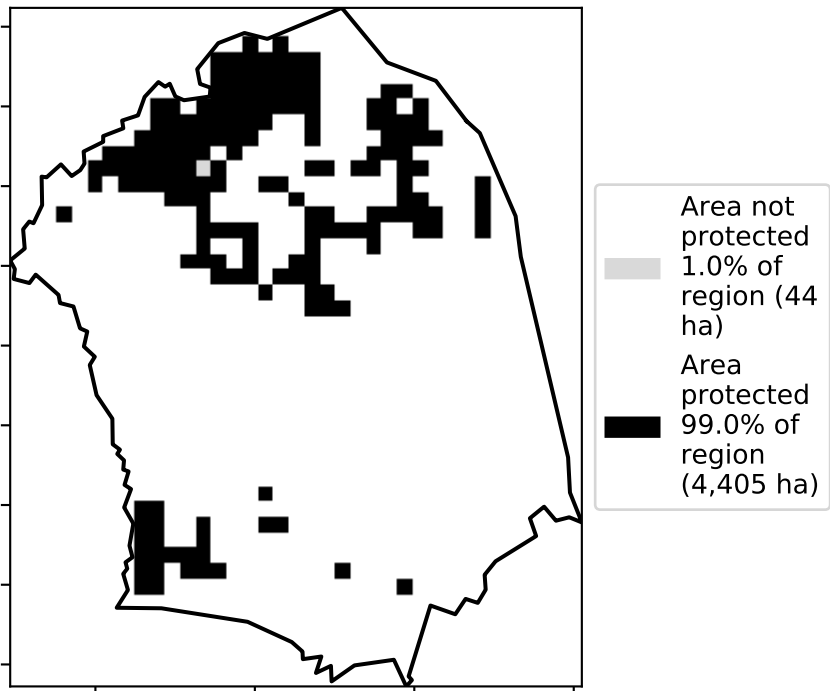 Area not
protected
1.0% of
region (44
ha)
Area
protected
99.0% of
region
(4,405 ha)